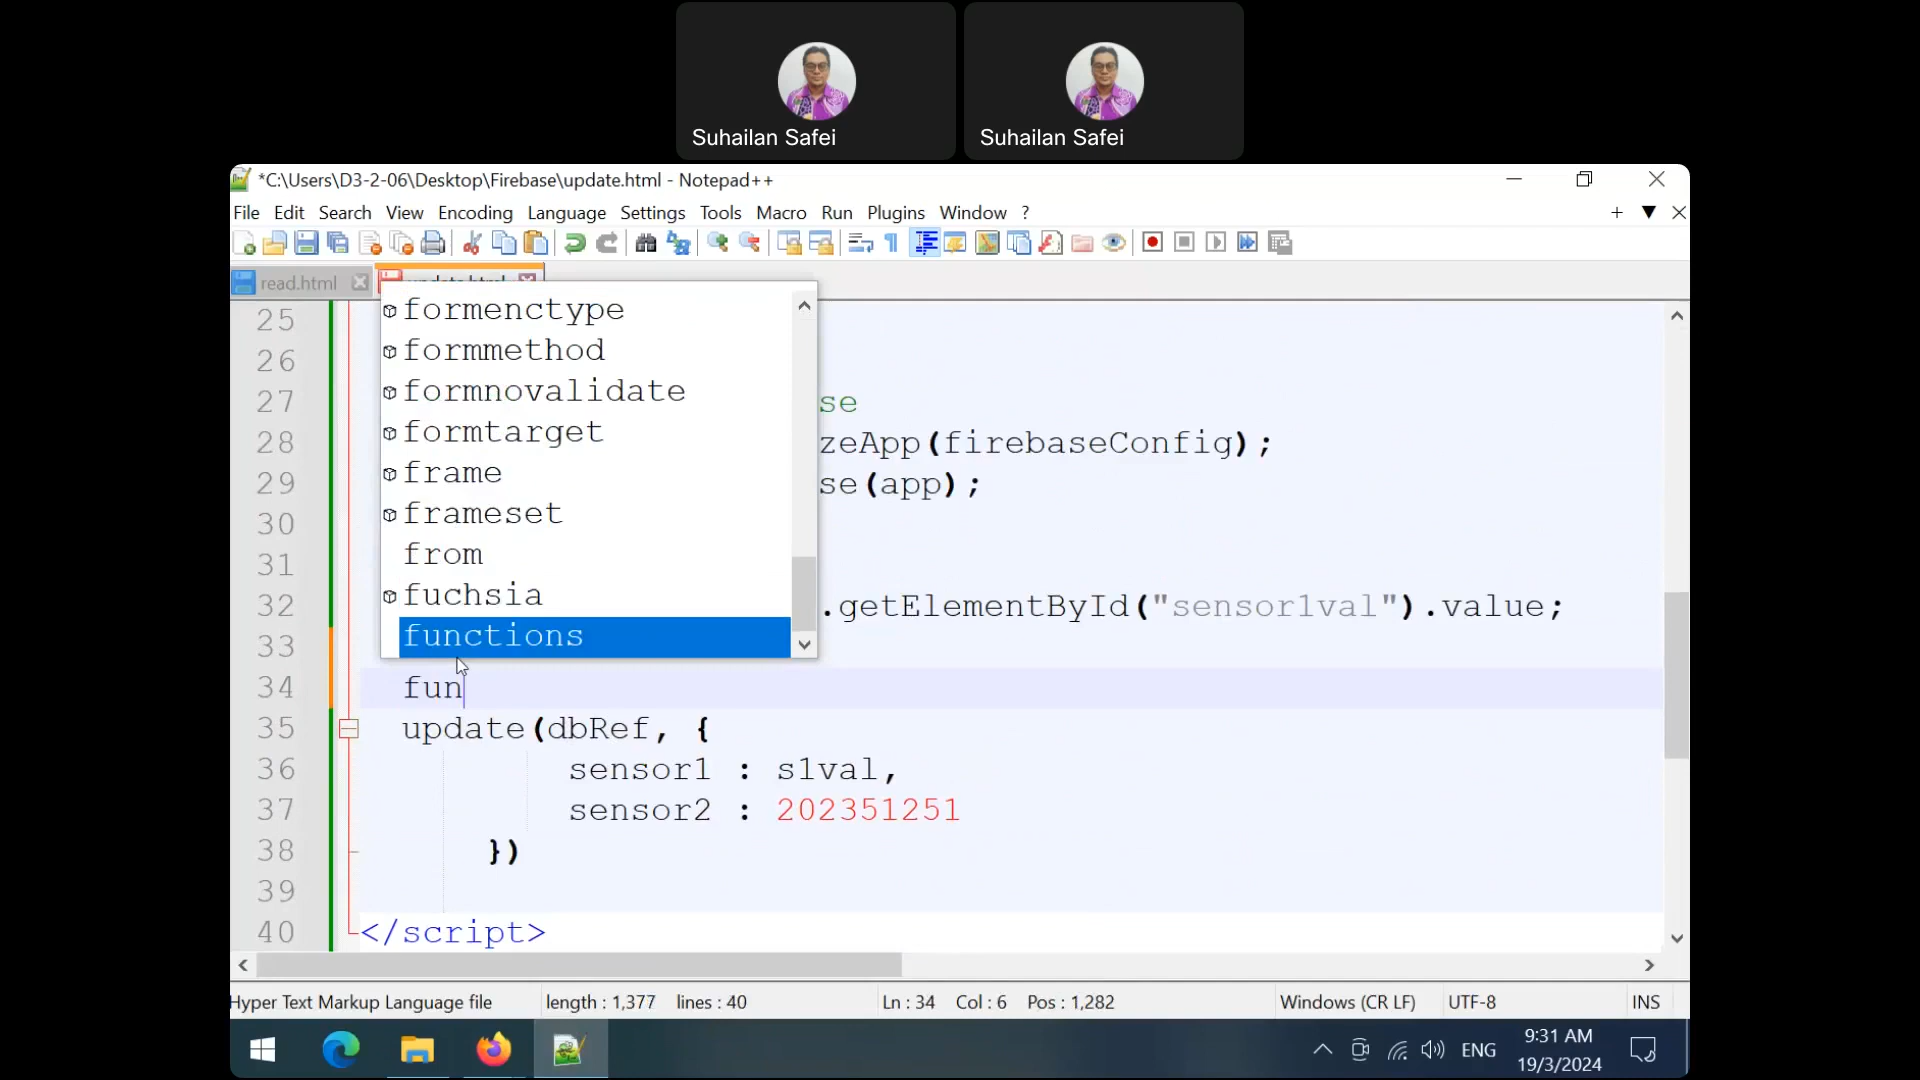 Suhailan Safei
Suhailan Safei
*C:\Users\D3-2-06\Desktop\Firebase\update.html - Notepad++
File Edit Search View Encoding Language Settings Tools Macro Run Plugins Window ?
read.html update.html
formenctype
formmethod
formnovalidate
formtarget
frame
frameset
from
fuchsia
functions
25
26
27 se
28 zeApp(firebaseConfig);
29 se(app);
30
31
32 .getElementById("sensor1val").value;
33
34 fun
35 update(dbRef, {
36 sensor1 : s1val,
37 sensor2 : 202351251
38 })
39
40 </script>
Hyper Text Markup Language file length : 1,377 lines : 40 Ln : 34 Col : 6 Pos : 1,282 Windows (CR LF) UTF-8 INS
ENG 9:31 AM
19/3/2024